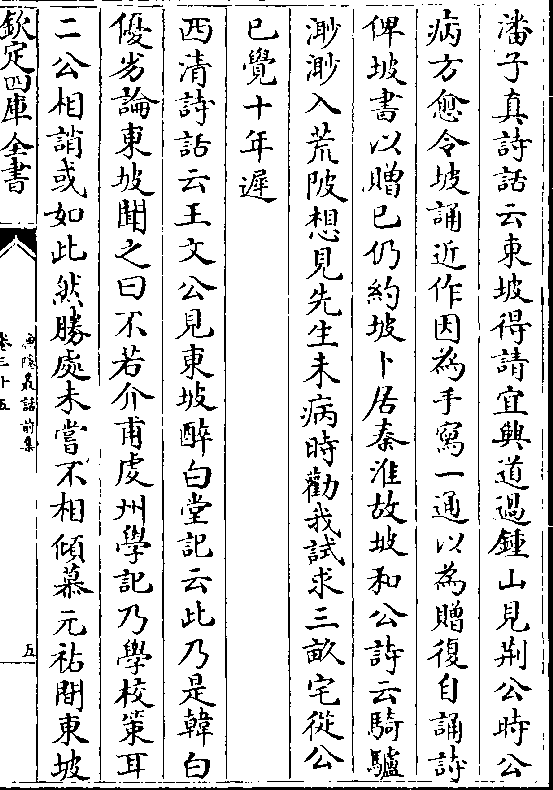 潘子真詩話云東坡得請宜興道過鍾山見荆公時公
病方愈令坡誦近作因為手寫一通以為贈復自誦詩
俾坡書以贈已仍約坡卜居秦淮故坡和公詩云騎驢
渺渺入荒陂想見先生未病時勸我試求三畝宅從公
已覺十年遲
西清詩話云王文公見東坡醉白堂記云此乃是韓白
優劣論東坡聞之曰不若介甫虔州學記乃學校策耳
二公相誚或如此然勝處未嘗不相傾慕元祐間東坡
欽定四庫全書
漁隠叢話前集
卷三十五
五